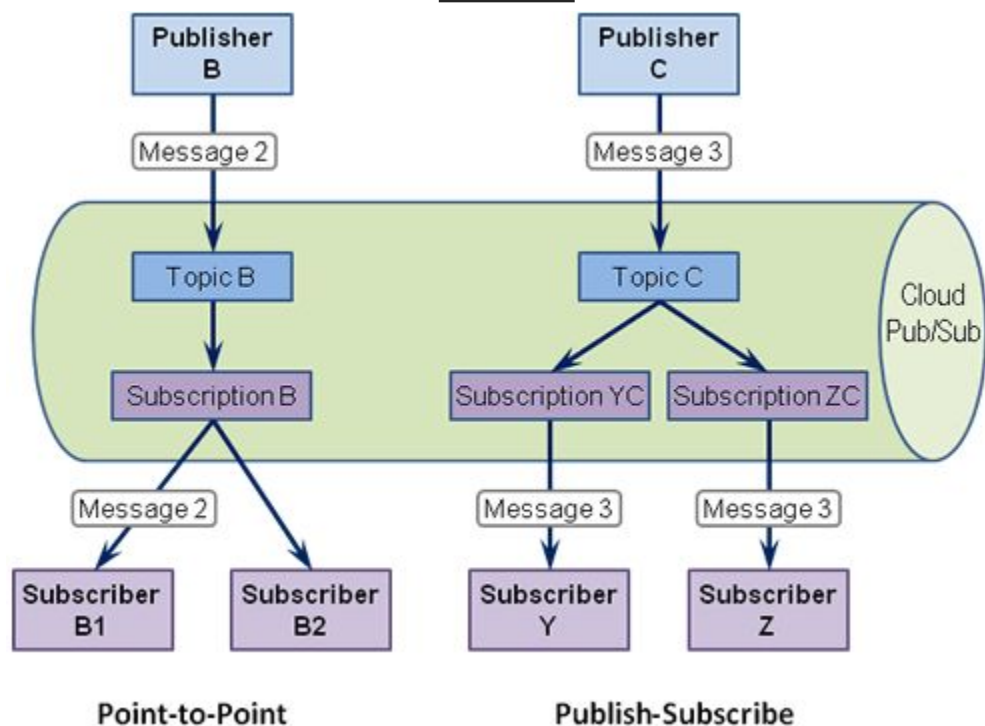 Publisher
B
Publisher
C
Message 2
Message 3
Topic B
Topic C
Cloud
Pub/Sub
Subscription B
Subscription YC
Subscription ZC
Message 2
Message 3
Message 3
Subscriber
B1
Subscriber
B2
Subscriber
Y
Subscriber
Z
Point-to-Point
Publish-Subscribe